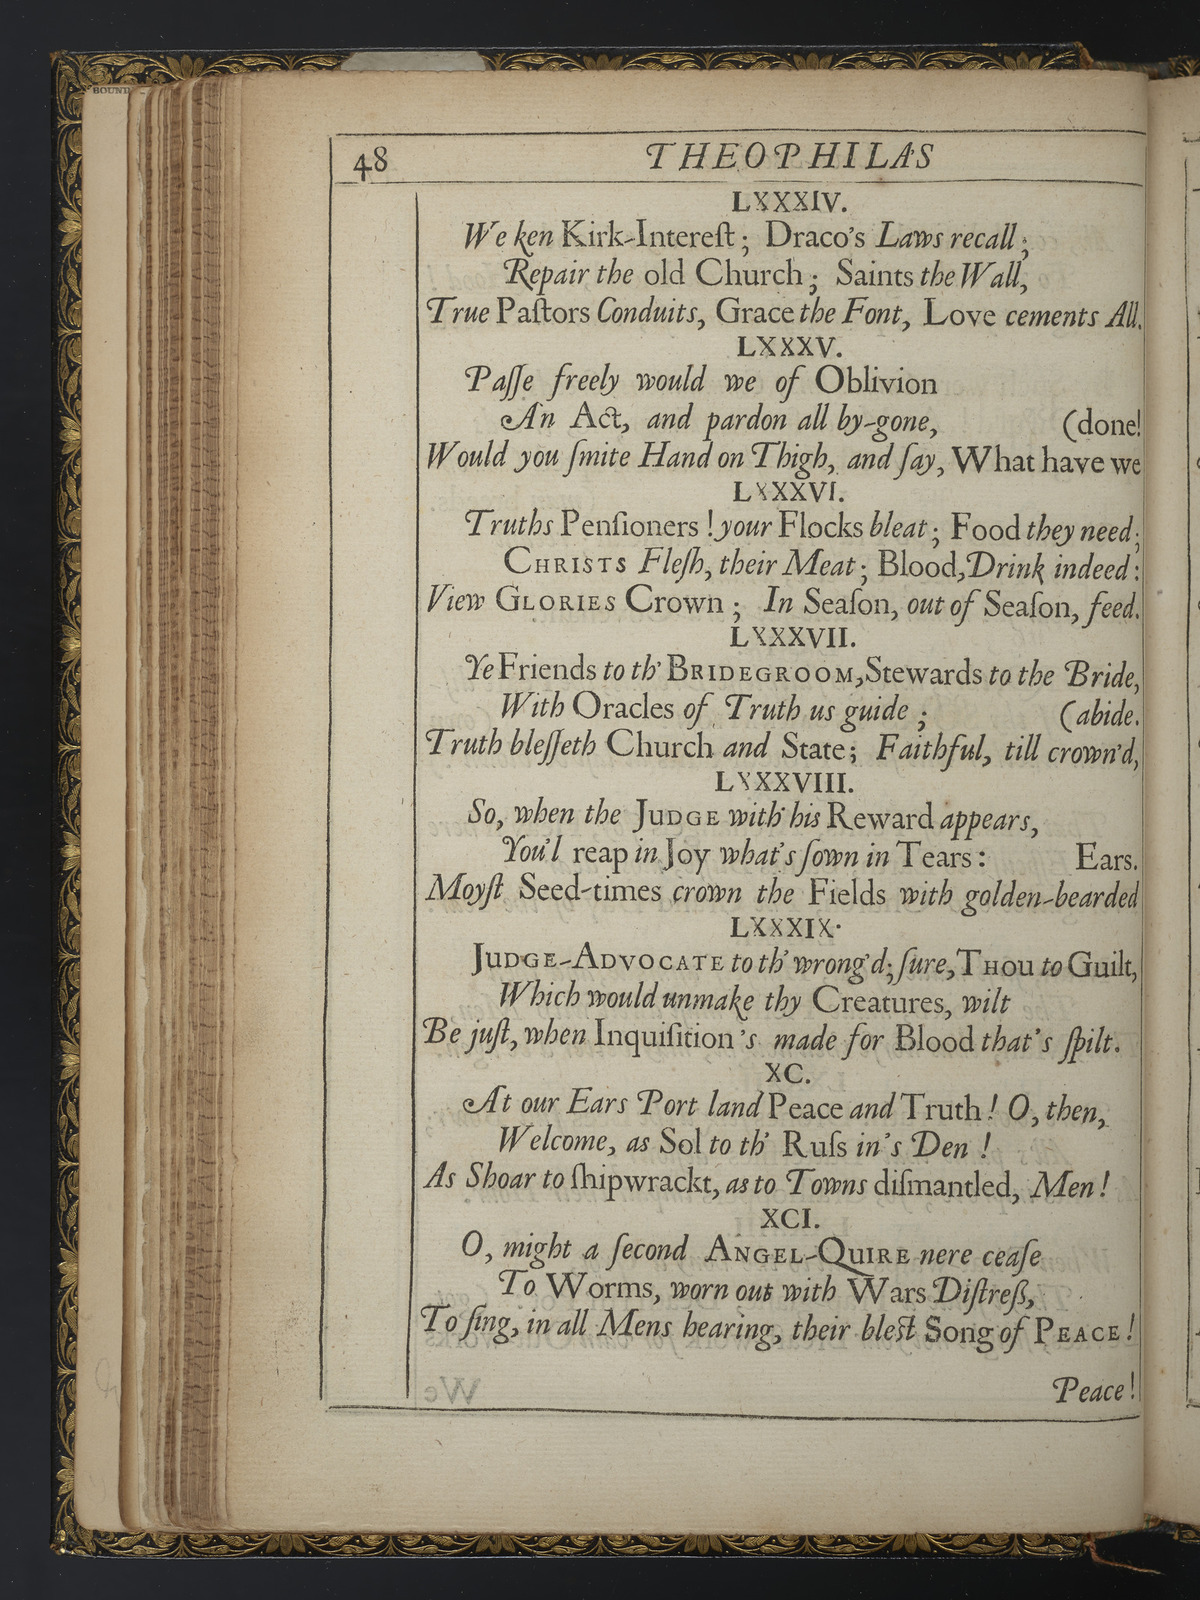 BOUND
48 THEOPHILA'S
LXXXIV.
We ken Kirk-Intereſt; Draco's Laws recall;
Repair the old Church; Saints the Wall,
True Paſtors Conduits, Grace the Font, Love cements All.
LXXXV.
Paſſe freely would we of Oblivion
An Act, and pardon all by-gone, (done!
Would you ſmite Hand on Thigh, and ſay, What have we
LXXXVI.
Truths Penſioners! your Flocks bleat; Food they need;
CHRISTS Fleſh, their Meat; Blood, Drink indeed:
View GLORIES Crown; In Seaſon, out of Seaſon, feed.
LXXXVII.
Ye Friends to th' BRIDEGROOM, Stewards to the Bride,
With Oracles of Truth us guide; (abide.
Truth bleſſeth Church and State; Faithful, till crown'd,
LXXXVIII.
So, when the JUDGE with his Reward appears,
You'l reap in Joy what's ſown in Tears: Ears.
Moyſt Seed-times crown the Fields with golden-bearded
LXXXIX.
JUDGE-ADVOCATE to th' wrong'd; ſure, THOU to Guilt,
Which would unmake thy Creatures, wilt
Be juſt, when Inquiſition's made for Blood that's ſpilt.
XC.
At our Ears Port land Peace and Truth! O, then,
Welcome, as Sol to th' Ruſs in's Den!
As Shoar to ſhipwrackt, as to Towns diſmantled, Men!
XCI.
O, might a ſecond ANGEL-QUIRE nere ceaſe
To Worms, worn out with Wars Diſtreß,
To ſing, in all Mens hearing, their bleſt Song of PEACE!
Peace!